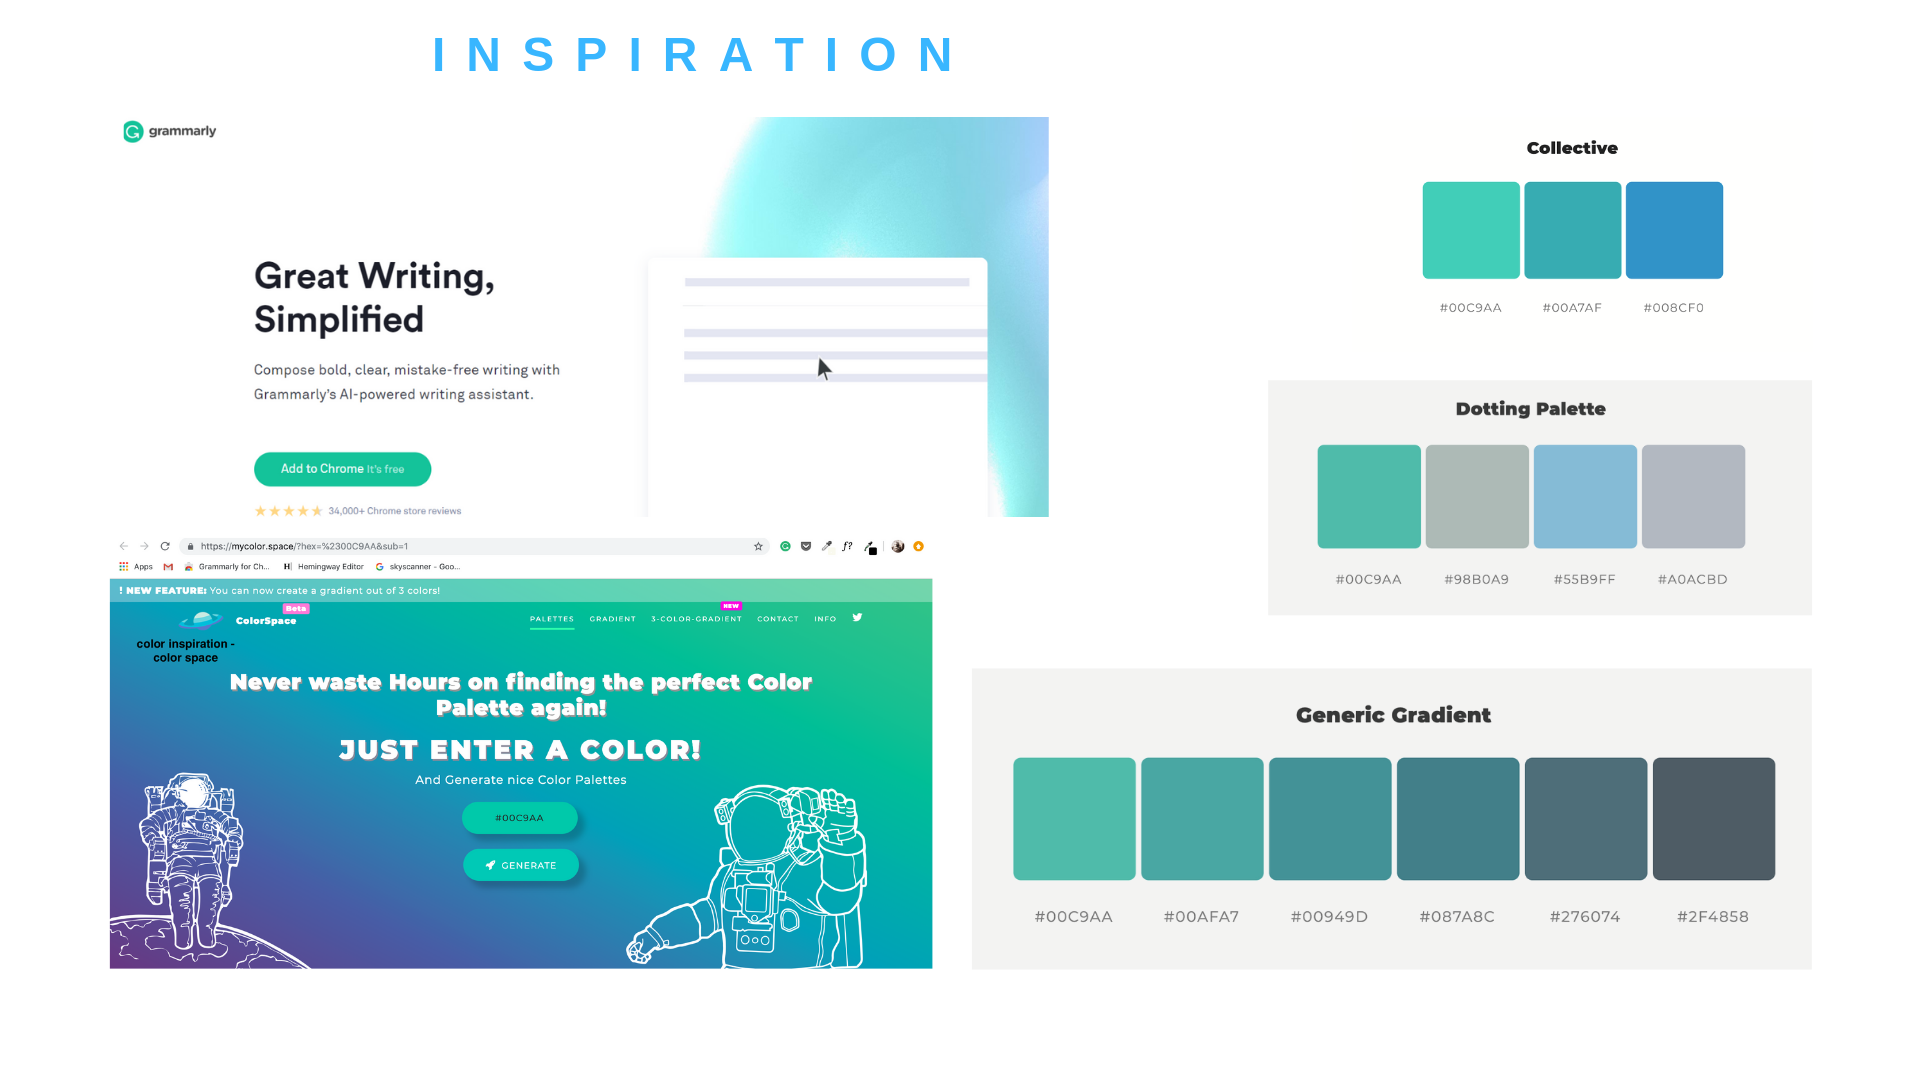 INSPIRATION
grammarly
Great Writing,
Simplified
Compose bold, clear, mistake-free writing with
Grammarly's AI-powered writing assistant.
Add to Chrome It's free
34,000+ Chrome store reviews
https://mycolor.space/?hex=%2300C9AA&sub=1
f?
Apps
Grammarly for Ch...
H| Hemingway Editor
skyscanner - Goo...
! NEW FEATURE: You can now create a gradient out of 3 colors!
Beta
ColorSpace
NEW
PALETTES GRADIENT 3-COLOR-GRADIENT CONTACT INFO
color inspiration -
color space
Never waste Hours on finding the perfect Color
Palette again!
JUST ENTER A COLOR!
And Generate nice Color Palettes
#00C9AA
GENERATE
Collective
#00C9AA #00A7AF #008CF0
Dotting Palette
#00C9AA #98B0A9 #55B9FF #A0ACBD
Generic Gradient
#00C9AA #00AFA7 #00949D #087A8C #276074 #2F4858